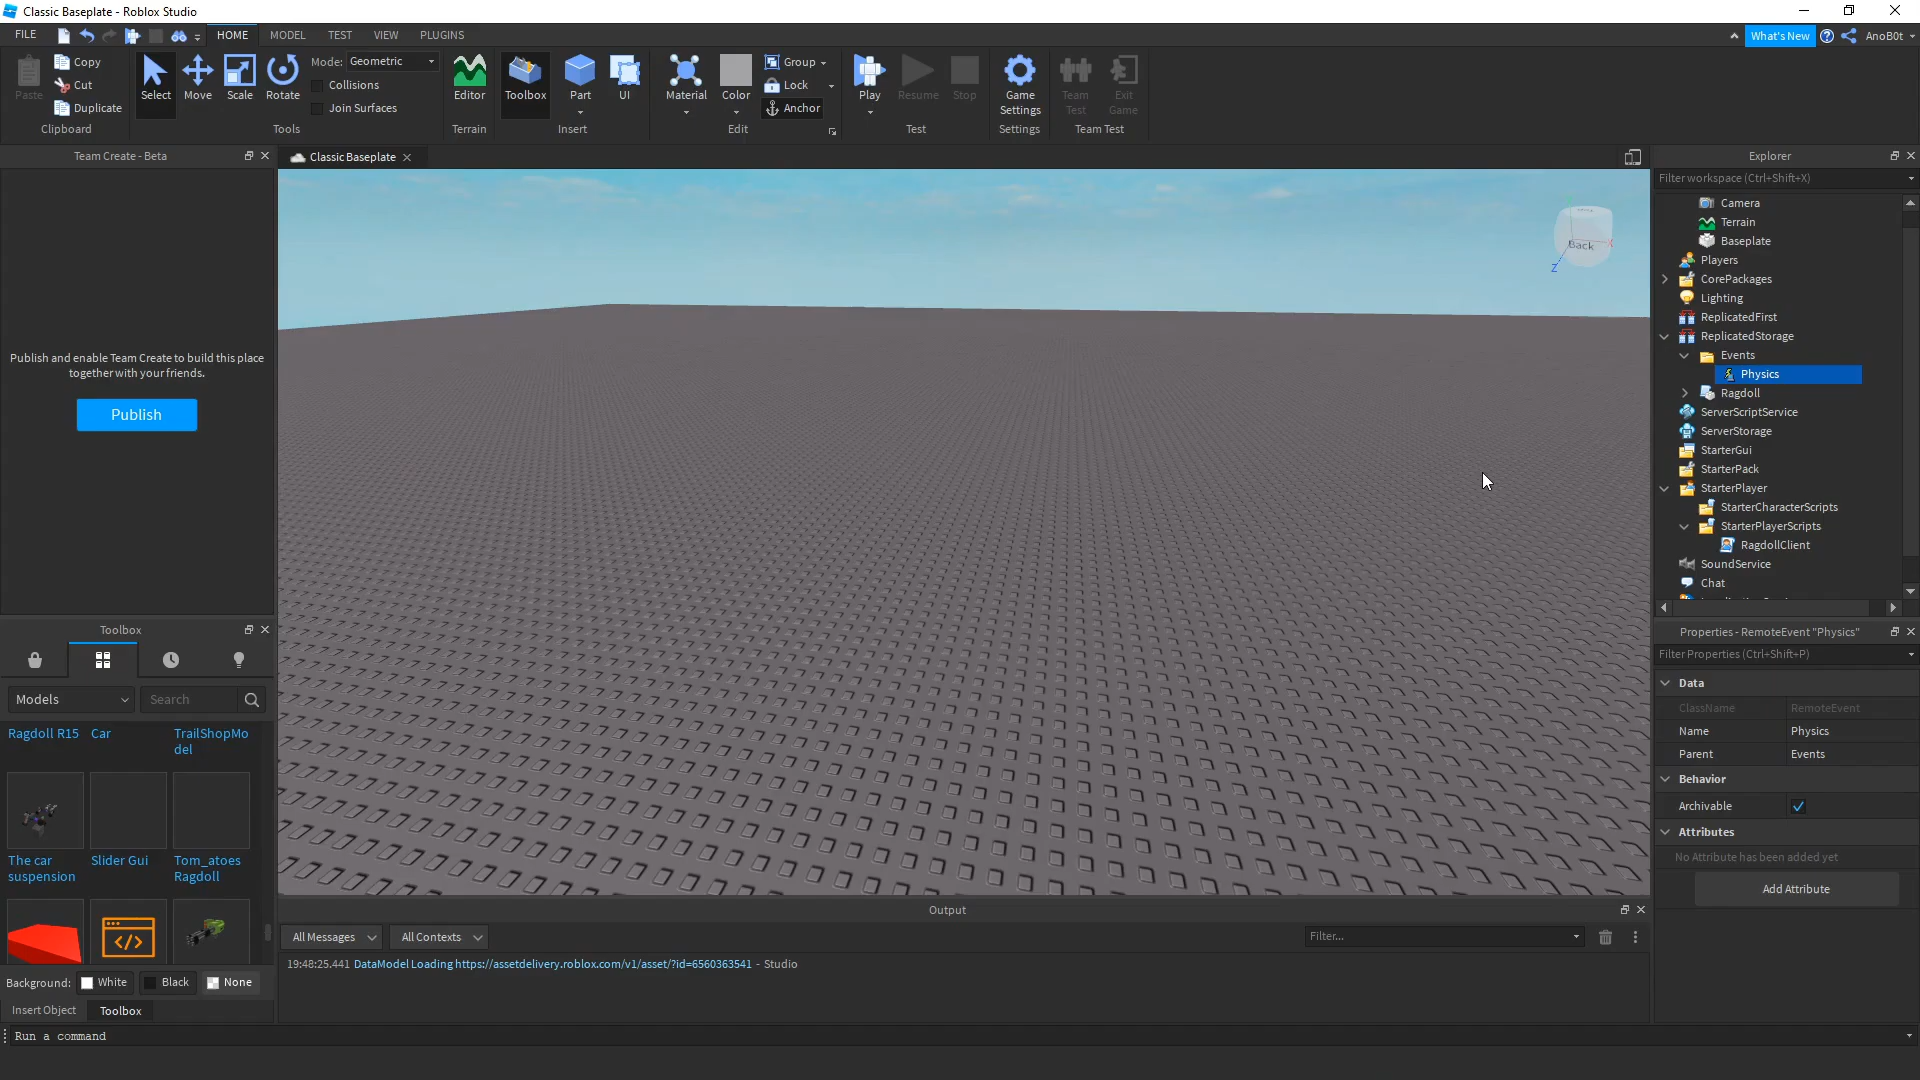 Classic Baseplate - Roblox Studio
FILE
HOME
MODEL
TEST
VIEW
PLUGINS
What's New
AnoB0t
Paste
Copy
Cut
Duplicate
Clipboard
Select
Move
Scale
Rotate
Mode: Geometric
Collisions
Join Surfaces
Tools
Editor
Terrain
Toolbox
Part
UI
Insert
Material
Color
Group
Lock
Anchor
Edit
Play
Resume
Stop
Test
Game Settings
Settings
Team Test
Exit Game
Team Test
Team Create - Beta
Publish and enable Team Create to build this place
together with your friends.
Publish
Classic Baseplate
Back
X
Z
Toolbox
Models
Search
Ragdoll R15
Car
TrailShopMo
del
The car
suspension
Slider Gui
Tom_atoes
Ragdoll
Background:
White
Black
None
Insert Object
Toolbox
Run a command
Output
All Messages
All Contexts
Filter...
19:48:25.441 DataModel Loading https://assetdelivery.roblox.com/v1/asset/?id=6560363541 - Studio
Explorer
Filter workspace (Ctrl+Shift+X)
Camera
Terrain
Baseplate
Players
CorePackages
Lighting
ReplicatedFirst
ReplicatedStorage
Events
Physics
Ragdoll
ServerScriptService
ServerStorage
StarterGui
StarterPack
StarterPlayer
StarterCharacterScripts
StarterPlayerScripts
RagdollClient
SoundService
Chat
Properties - RemoteEvent "Physics"
Filter Properties (Ctrl+Shift+P)
Data
ClassName RemoteEvent
Name Physics
Parent Events
Behavior
Archivable
Attributes
No Attribute has been added yet
Add Attribute